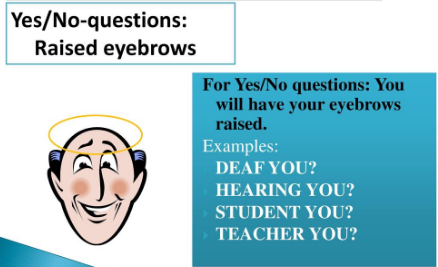 Yes/No-questions:
Raised eyebrows
For Yes/No questions: You
will have your eyebrows
raised.
Examples:
DEAF YOU?
HEARING YOU?
STUDENT YOU?
TEACHER YOU?